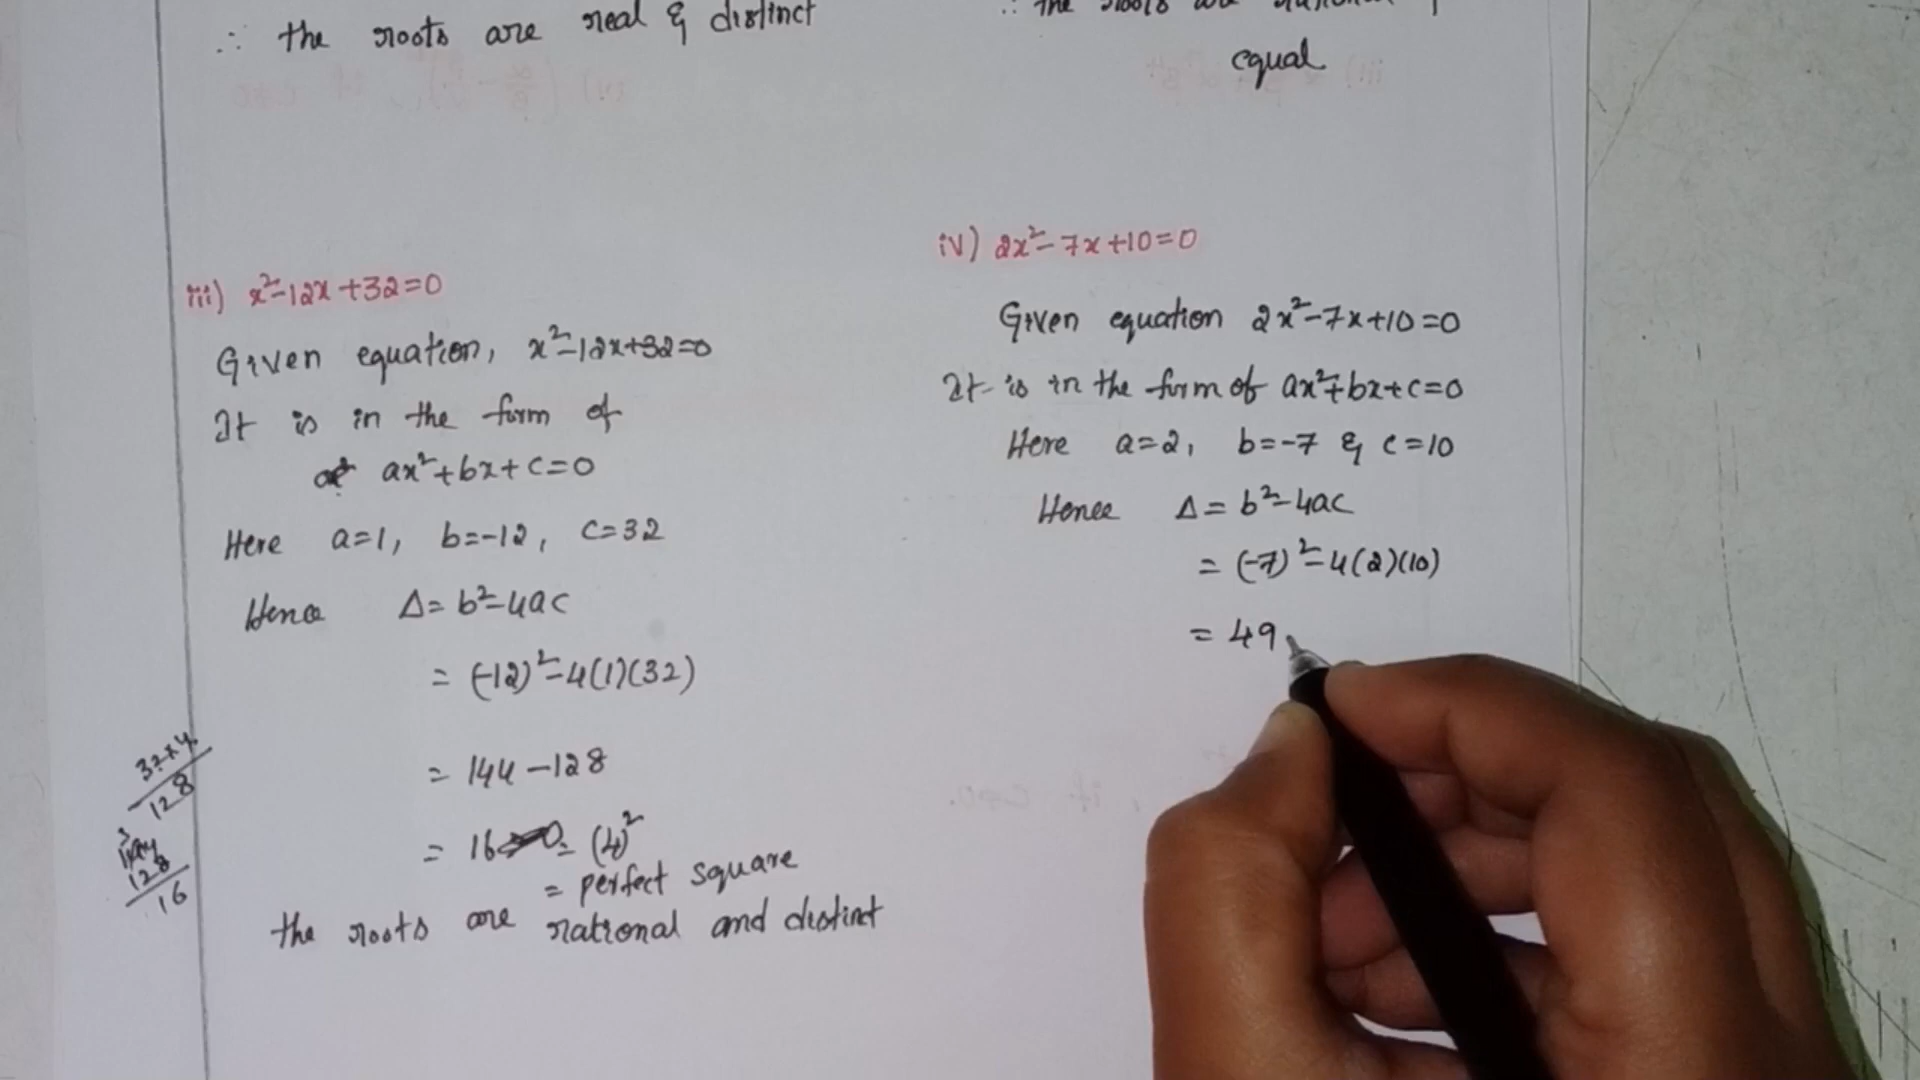 ∴ the roots are real & distinct
∴ the roots are
equal
iii) x²-12x+32=0
Given equation, x²-12x+32=0
It is in the form of
ax²+bx+c=0
Here a=1, b=-12, c=32
Hence Δ= b²-4ac
= (-12)²-4(1)(32)
= 144-128
= 16 = (4)²
= perfect square
the roots are rational and distinct
32×4
128
144
128
16
iv) 2x²-7x+10=0
Given equation 2x²-7x+10=0
It is in the form of ax²+bx+c=0
Here a=2, b=-7 & c=10
Hence Δ= b²-4ac
= (-7)²-4(2)(10)
= 49